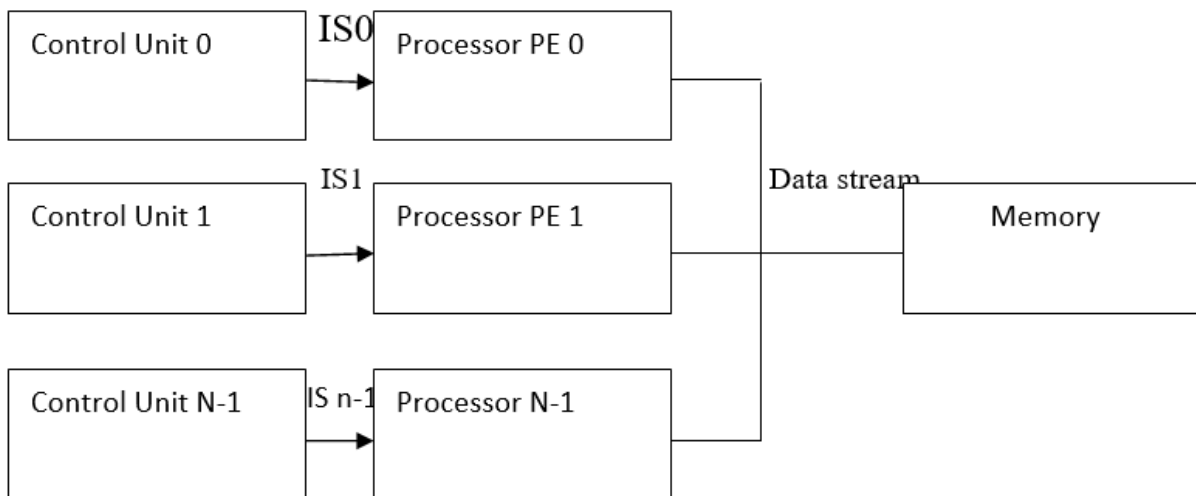 Control Unit 0
IS0
Processor PE 0
IS1
Data stream
Control Unit 1
Processor PE 1
Memory
Control Unit N-1
IS n-1
Processor N-1